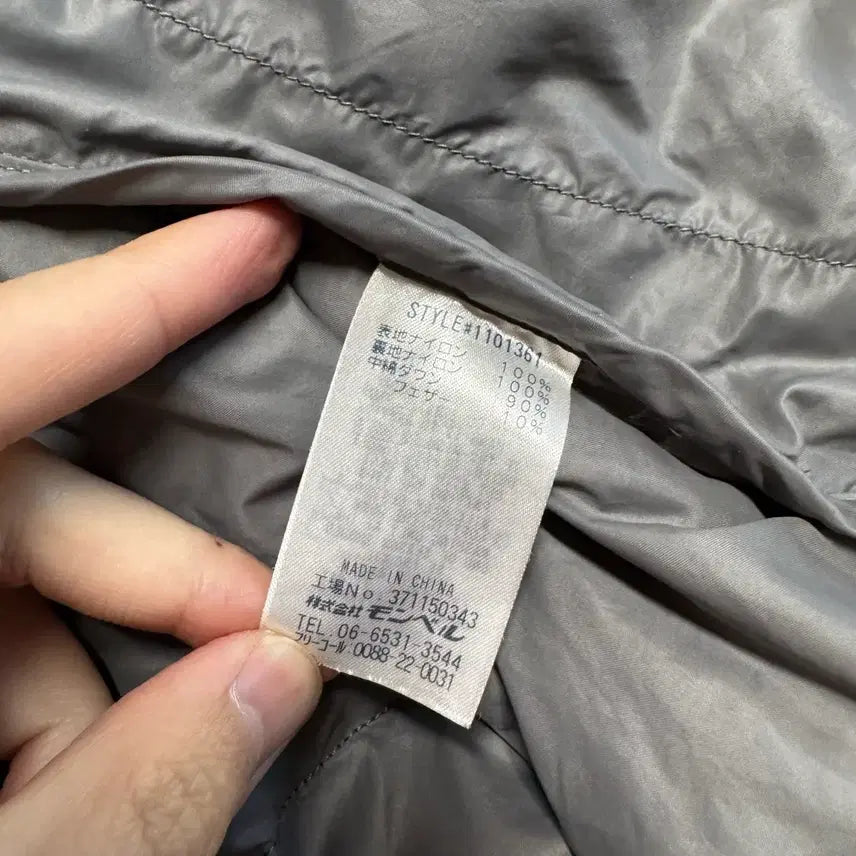 STYLE#1101361
表地ナイロン 100%
裏地ナイロン 100%
中綿ダウン 90%
フェザー 10%
MADE IN CHINA
工場No. 371150343
株式会社モンベル
TEL. 06-6531-3544
フリーコール. 0088-22-0031